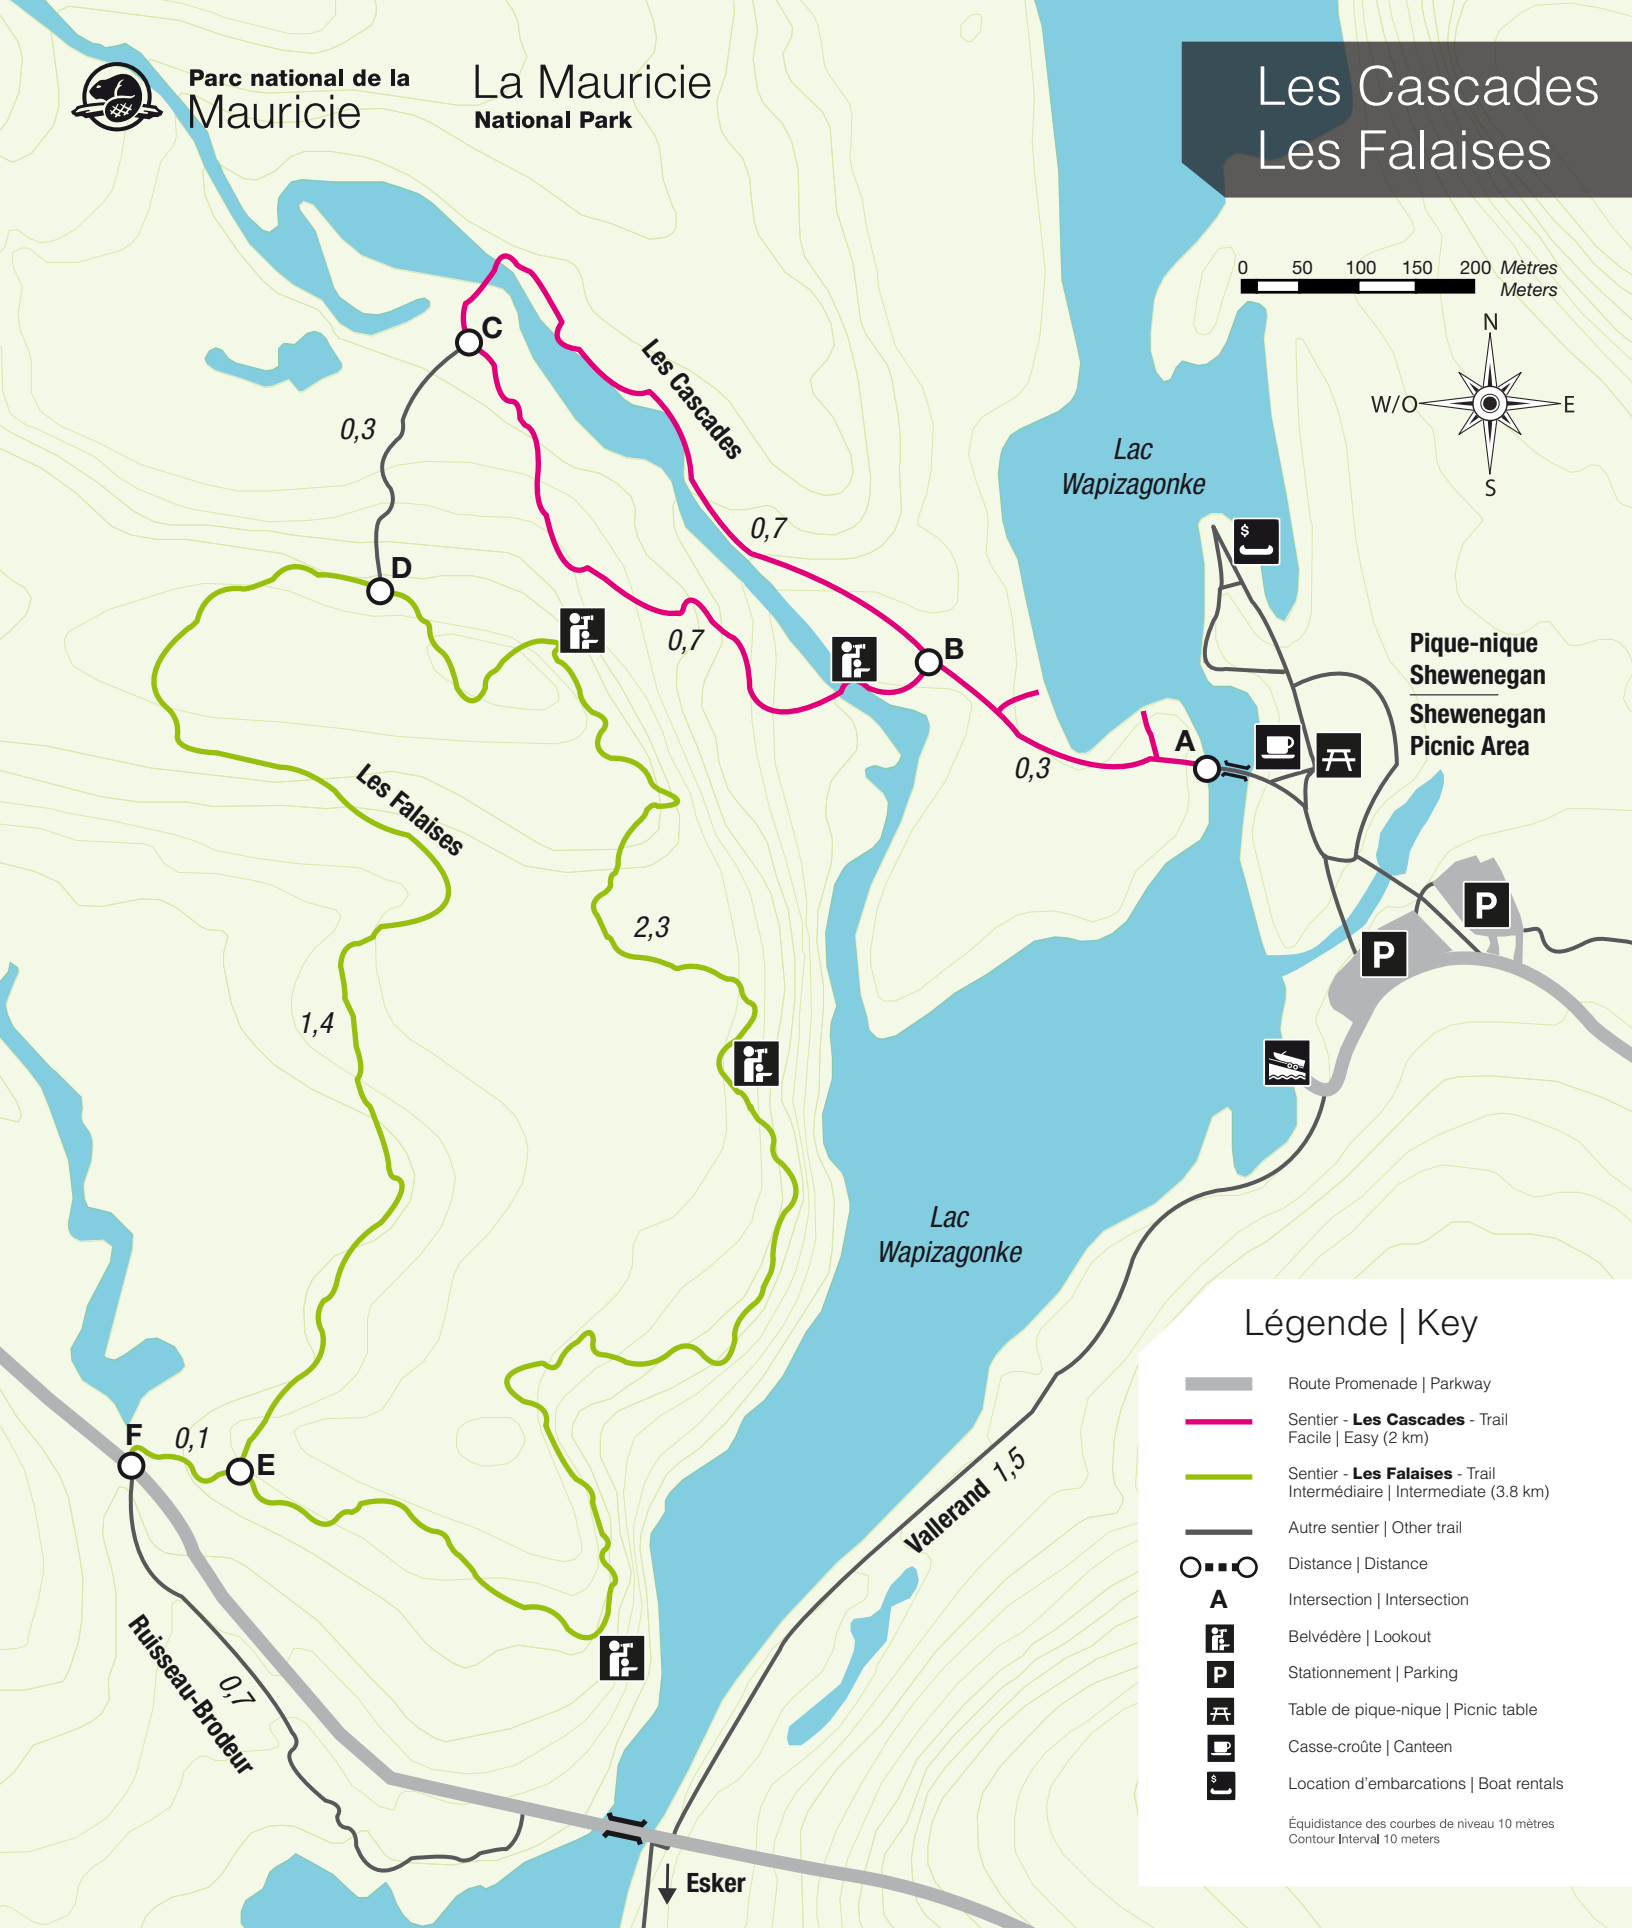 Parc national de la
Mauricie
La Mauricie
National Park
Les Cascades
Les Falaises
0 50 100 150 200 Mètres
Meters
N
W/O E
S
C
Les Cascades
0,3
Lac
Wapizagonke
0,7
$
D
0,7
B
Pique-nique
Shewenegan
Shewenegan
Picnic Area
A
0,3
Les Falaises
2,3
P
P
1,4
Lac
Wapizagonke
F
0,1
E
Vallerand 1,5
Ruisseau-Brodeur
0,7
Esker
Légende | Key
Route Promenade | Parkway
Sentier - Les Cascades - Trail
Facile | Easy (2 km)
Sentier - Les Falaises - Trail
Intermédiaire | Intermediate (3.8 km)
Autre sentier | Other trail
Distance | Distance
A Intersection | Intersection
Belvédère | Lookout
P Stationnement | Parking
Table de pique-nique | Picnic table
Casse-croûte | Canteen
$ Location d'embarcations | Boat rentals
Équidistance des courbes de niveau 10 mètres
Contour Interval 10 meters